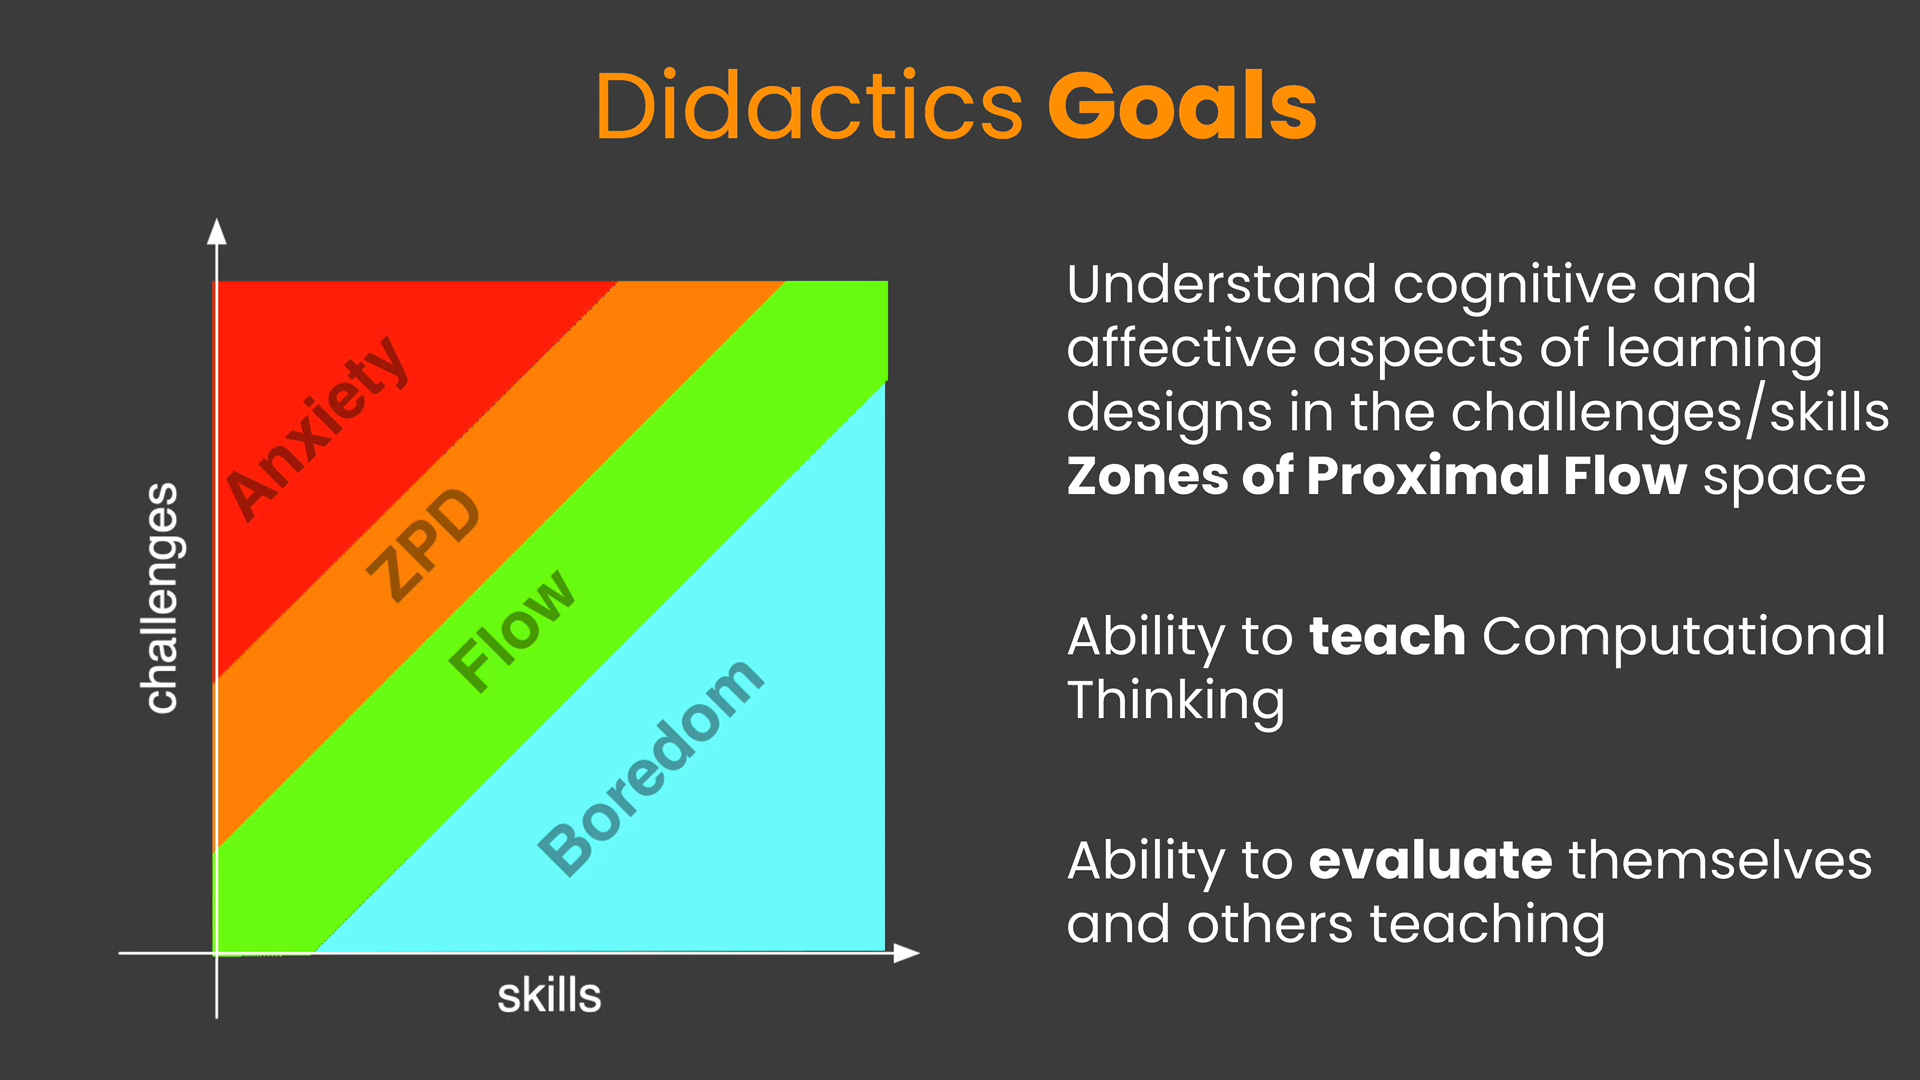 Didactics Goals
challenges
Anxiety
ZPD
Flow
Boredom
skills
Understand cognitive and
affective aspects of learning
designs in the challenges/skills
Zones of Proximal Flow space
Ability to teach Computational
Thinking
Ability to evaluate themselves
and others teaching